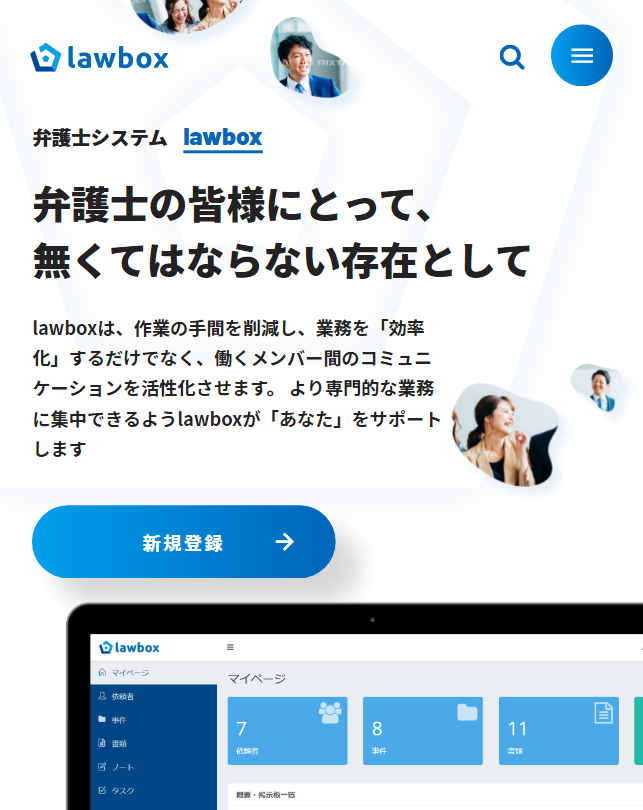 lawbox
弁護士システム lawbox
弁護士の皆様にとって、
無くてはならない存在として
lawboxは、作業の手間を削減し、業務を「効率
化」するだけでなく、働くメンバー間のコミュニ
ケーションを活性化させます。 より専門的な業務
に集中できるようlawboxが「あなた」をサポート
します
新規登録
lawbox
マイページ
マイページ
依頼者
事件
書類
ノート
タスク
7
依頼者
8
事件
11
書類
概要・掲示板一覧